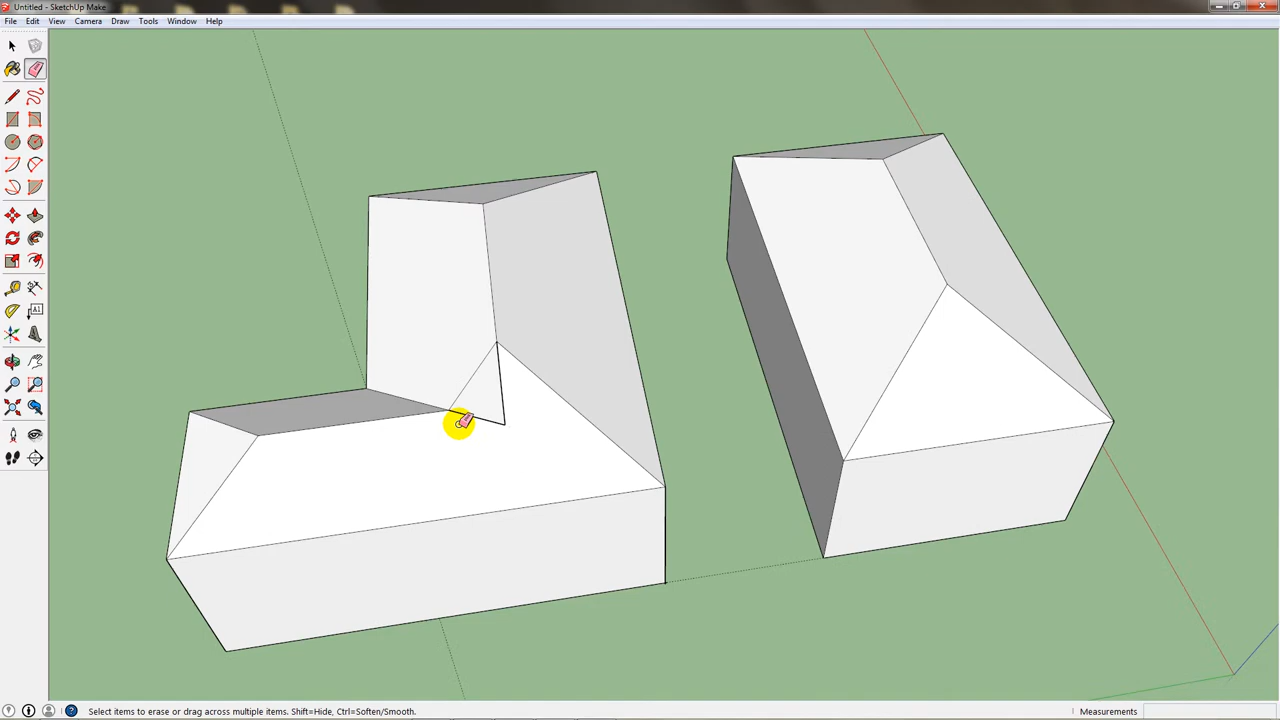 Untitled - SketchUp Make
File Edit View Camera Draw Tools Window Help
A1
Select items to erase or drag across multiple items. Shift=Hide, Ctrl=Soften/Smooth.
Measurements